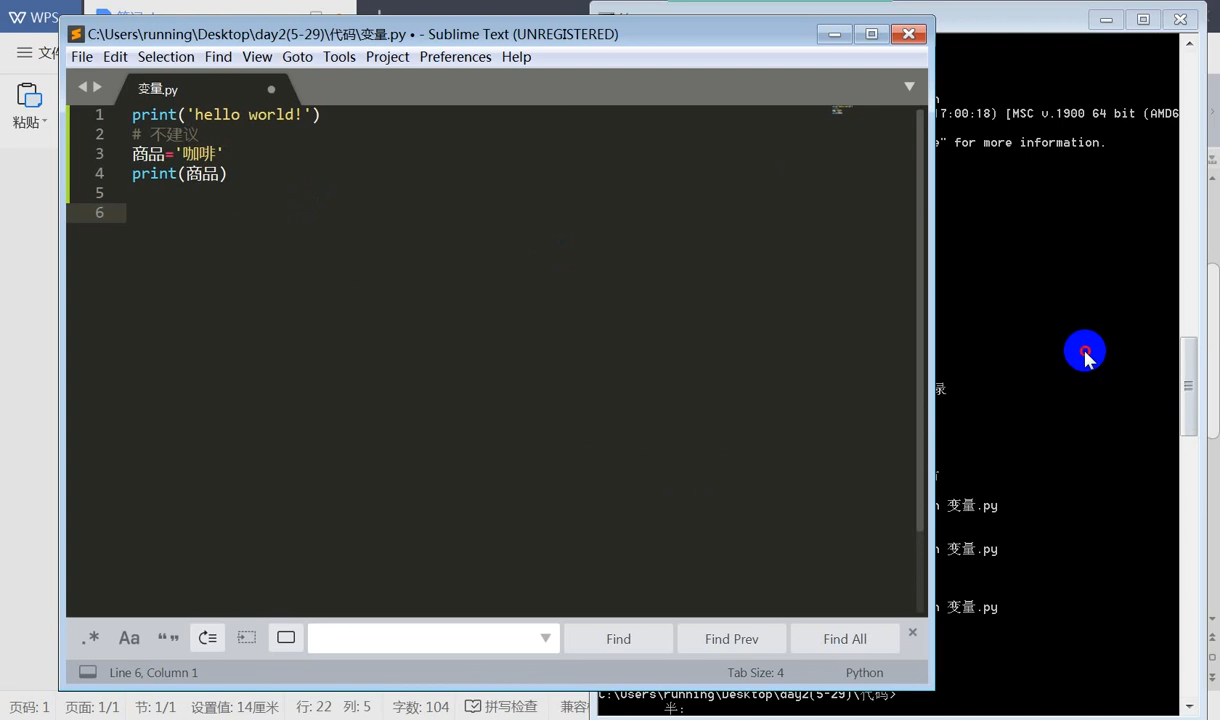 WPS
C:\Users\running\Desktop\day2(5-29)\代码\变量.py • - Sublime Text (UNREGISTERED)
File Edit Selection Find View Goto Tools Project Preferences Help
粘贴
变量.py
1 print('hello world!')
2 # 不建议
3 商品='咖啡'
4 print(商品)
5
6
7:00:18) [MSC v.1900 64 bit (AMD6
" for more information.
录
变量.py
变量.py
变量.py
.* Aa “ ” Find Find Prev Find All
Line 6, Column 1 Tab Size: 4 Python
C:\Users\running\Desktop\day2(5-29)\代码>
半:
页码: 1 页面: 1/1 节: 1/1 设置值: 14厘米 行: 22 列: 5 字数: 104 拼写检查